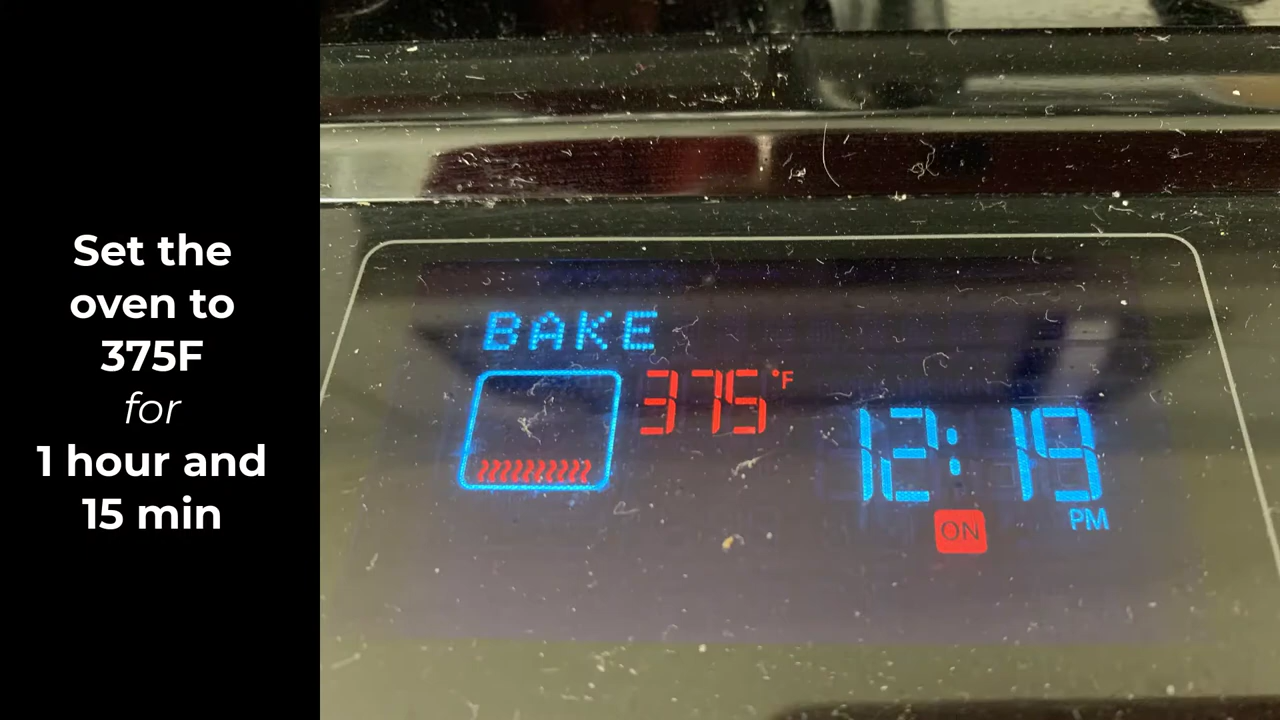 Set the
oven to
375F
for
1 hour and
15 min
BAKE
375 °F
12:19
PM
ON